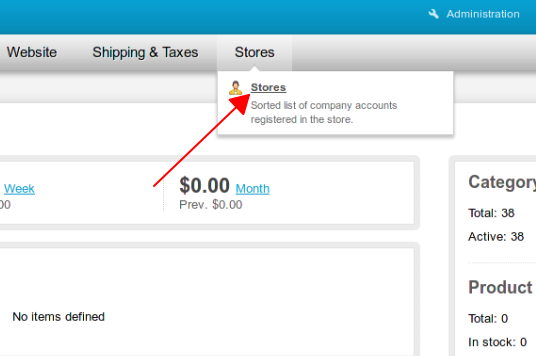 Administration
Website Shipping & Taxes Stores
Stores
Sorted list of company accounts
registered in the store.
Week $0.00 Month
00 Prev. $0.00
Category
Total: 38
Active: 38
No items defined
Product
Total: 0
In stock: 0